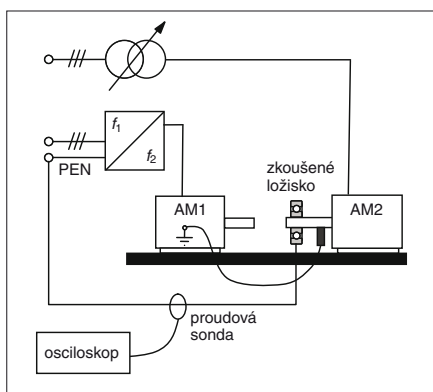 f1
f2
PEN
zkoušené
ložisko
AM1
AM2
proudová
sonda
osciloskop